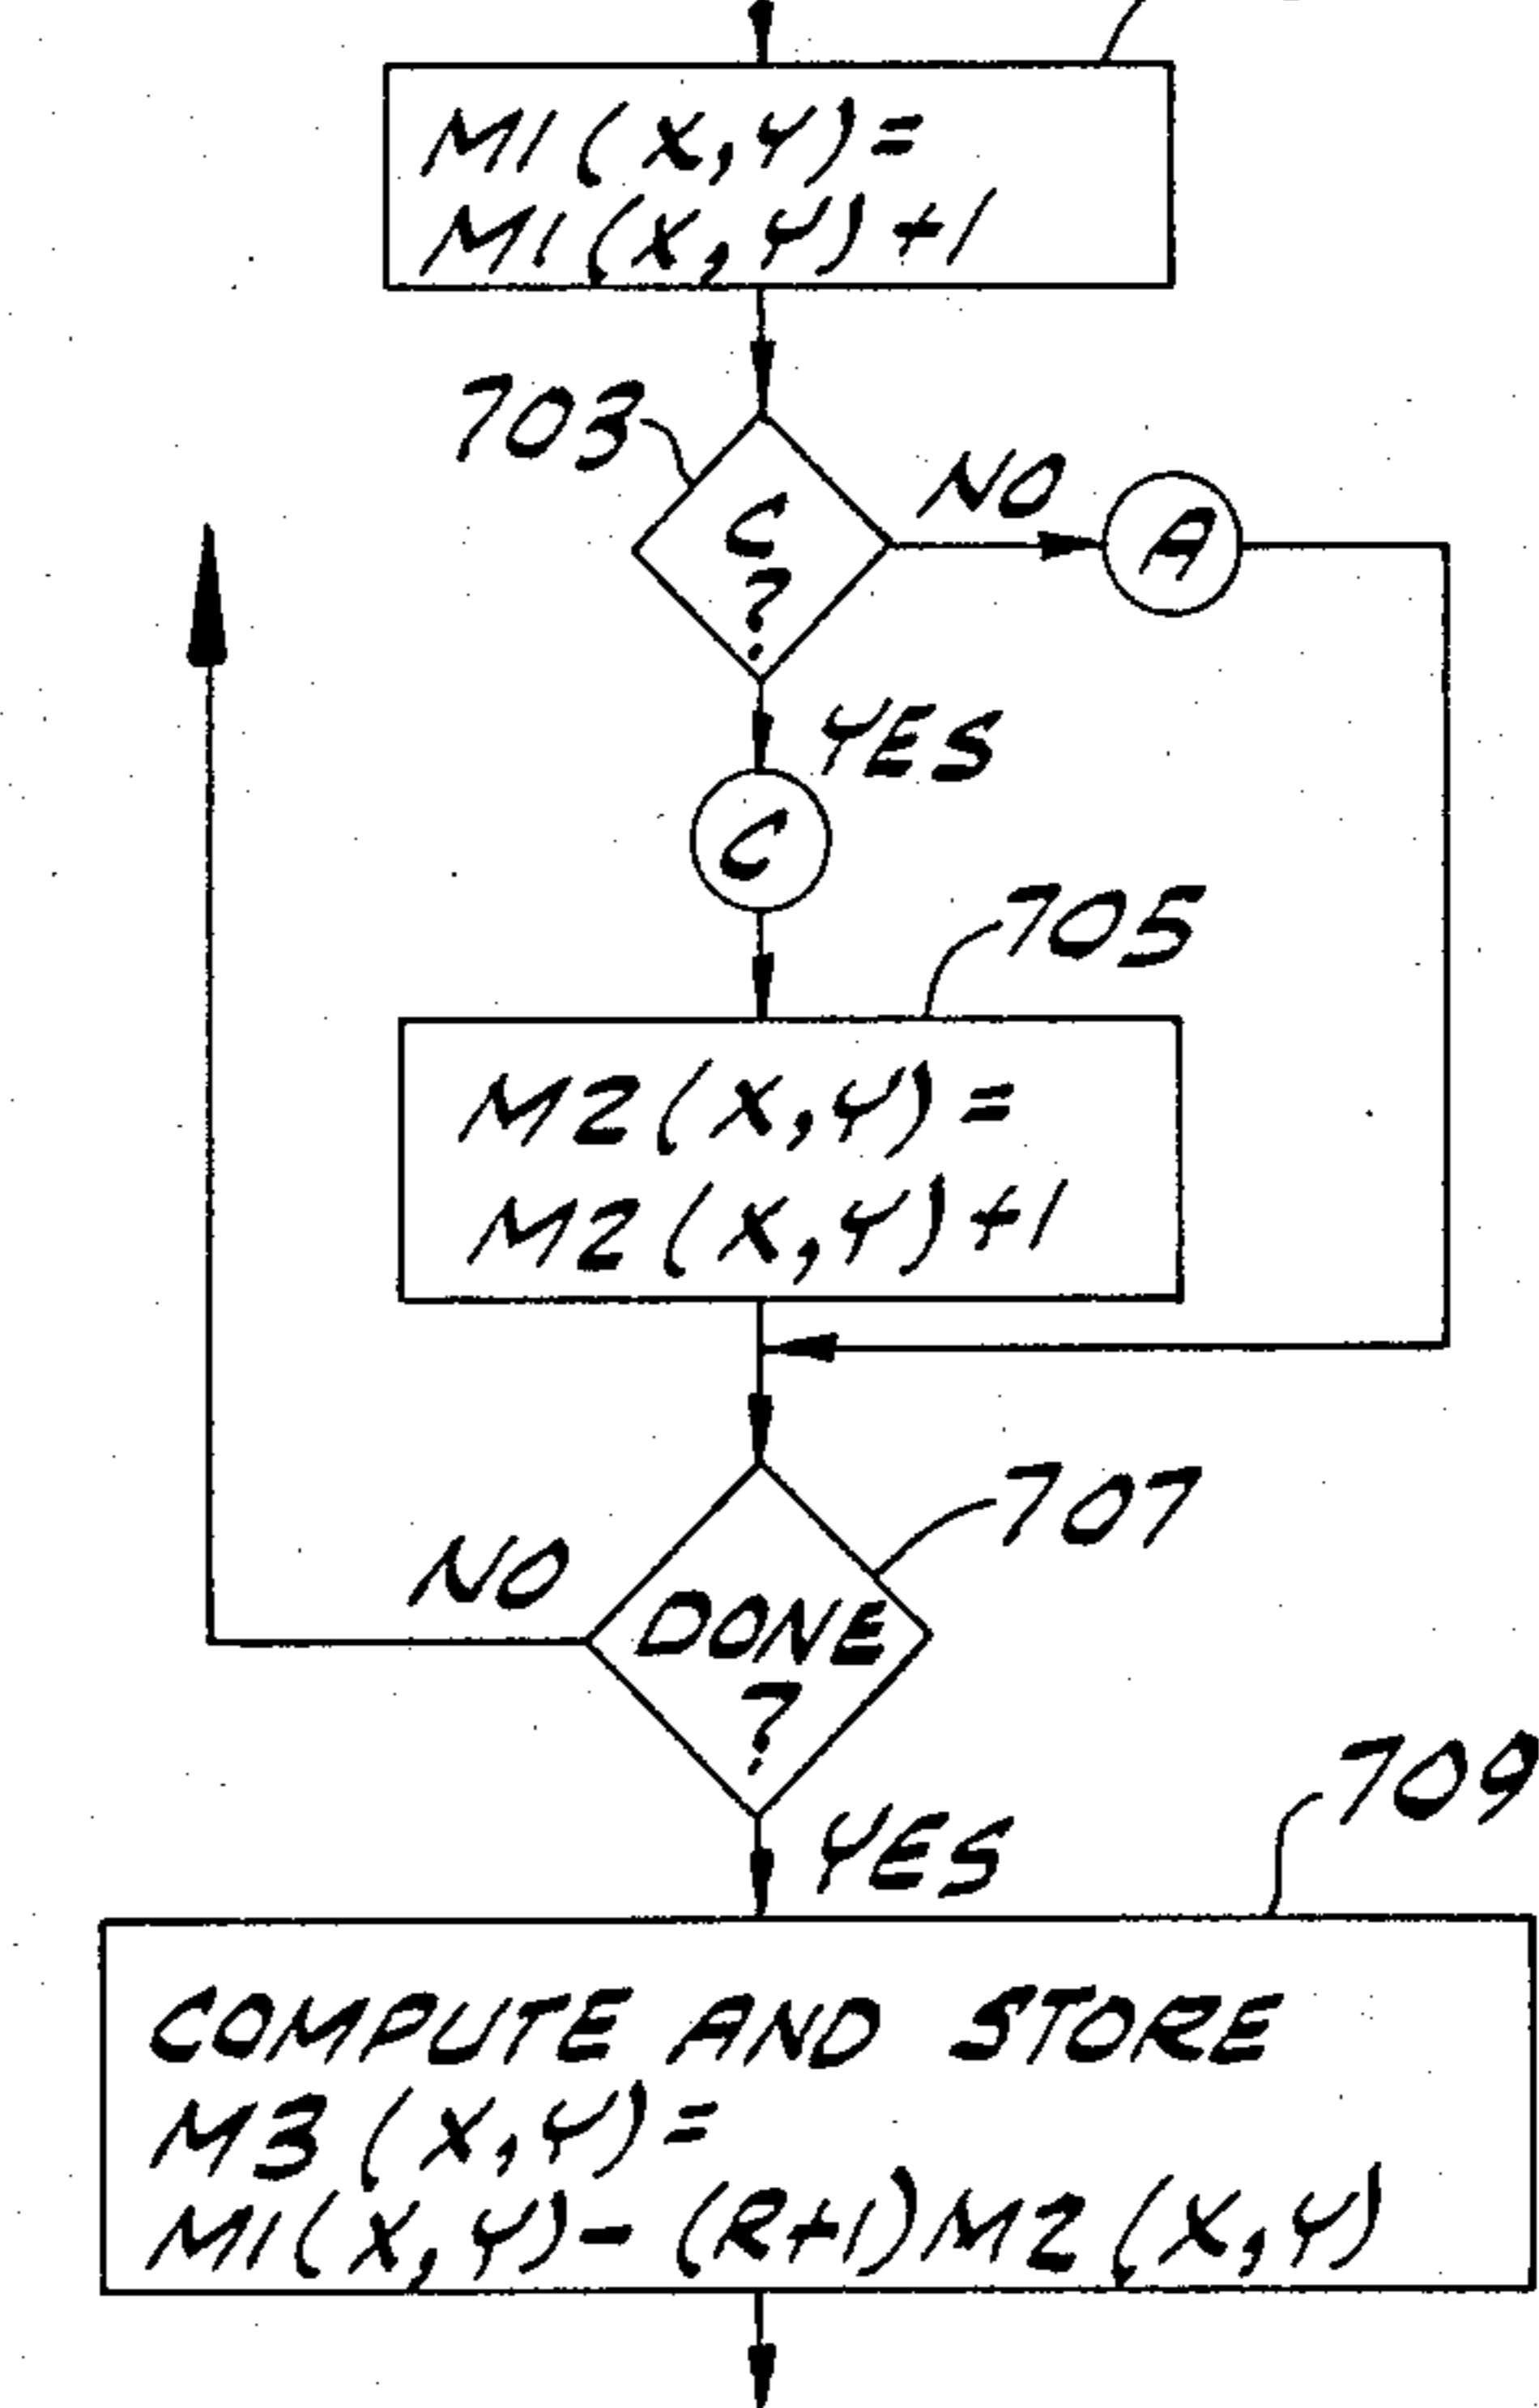 M1(X,Y)=
M1(X,Y)+1
703
C
?
NO
A
YES
C
705
M2(X,Y)=
M2(X,Y)+1
707
NO
DONE
?
YES
709
COMPUTE AND STORE
M3(X,Y)=
M1(X,Y)-(R+1)M2(X,Y)